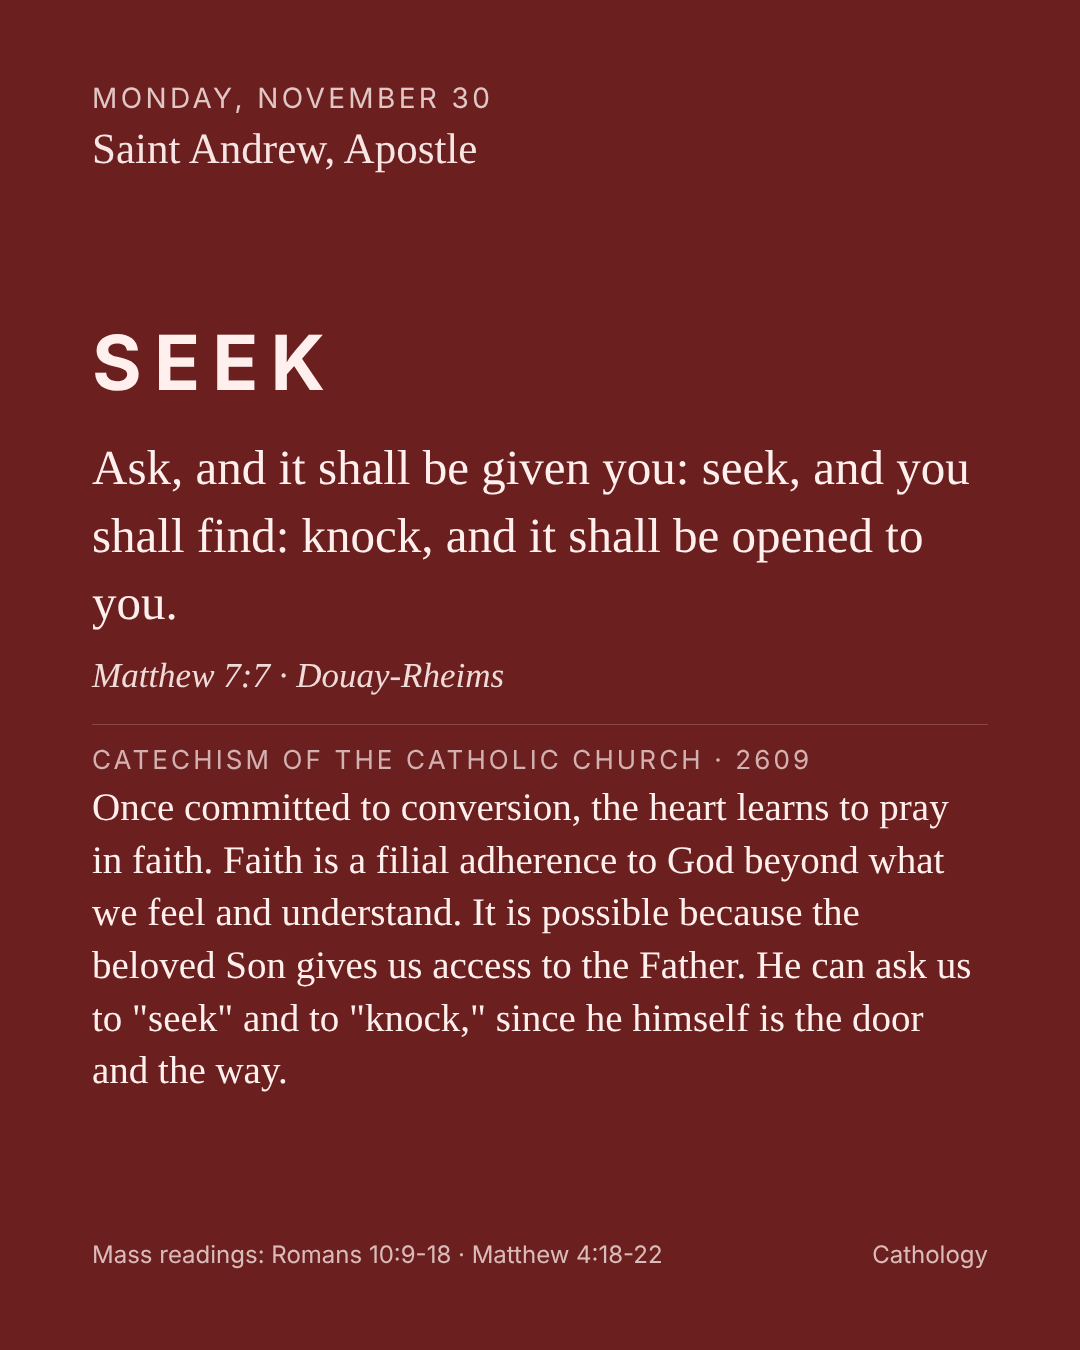 MONDAY, NOVEMBER 30
Saint Andrew, Apostle
SEEK
Ask, and it shall be given you: seek, and you
shall find: knock, and it shall be opened to
you.
Matthew 7:7 · Douay-Rheims
CATECHISM OF THE CATHOLIC CHURCH · 2609
Once committed to conversion, the heart learns to pray
in faith. Faith is a filial adherence to God beyond what
we feel and understand. It is possible because the
beloved Son gives us access to the Father. He can ask us
to "seek" and to "knock," since he himself is the door
and the way.
Mass readings: Romans 10:9-18 · Matthew 4:18-22
Cathology